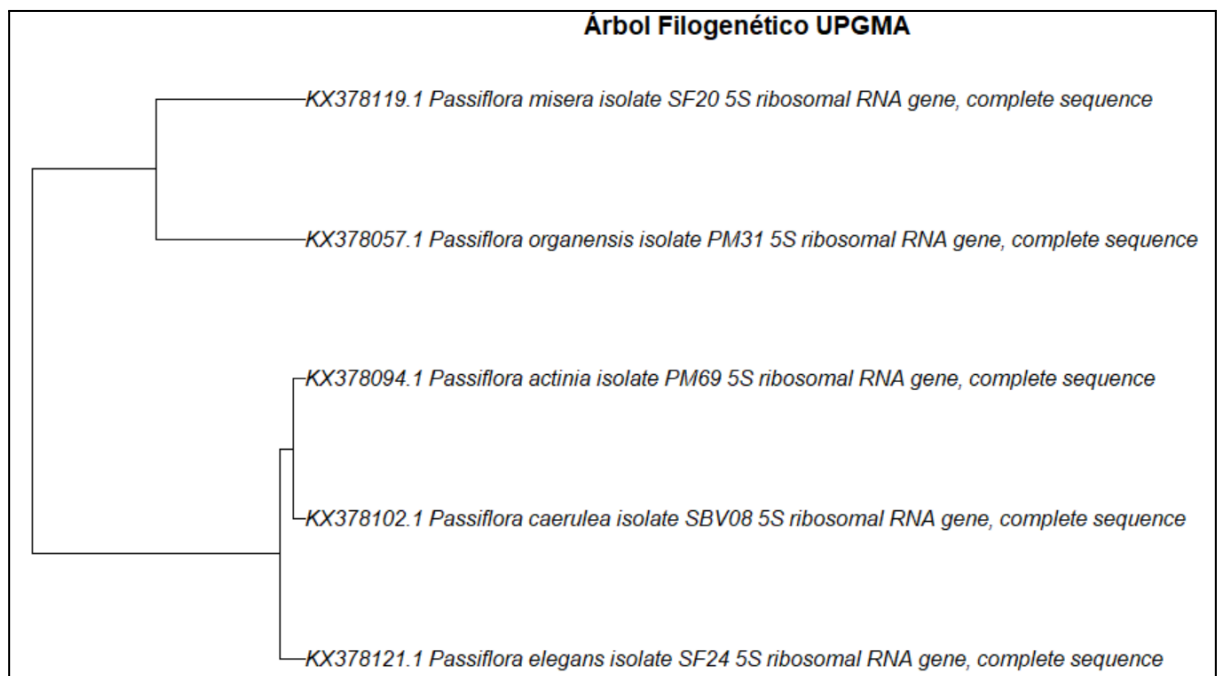 Árbol Filogenético UPGMA
KX378119.1 Passiflora misera isolate SF20 5S ribosomal RNA gene, complete sequence
KX378057.1 Passiflora organensis isolate PM31 5S ribosomal RNA gene, complete sequence
KX378094.1 Passiflora actinia isolate PM69 5S ribosomal RNA gene, complete sequence
KX378102.1 Passiflora caerulea isolate SBV08 5S ribosomal RNA gene, complete sequence
KX378121.1 Passiflora elegans isolate SF24 5S ribosomal RNA gene, complete sequence